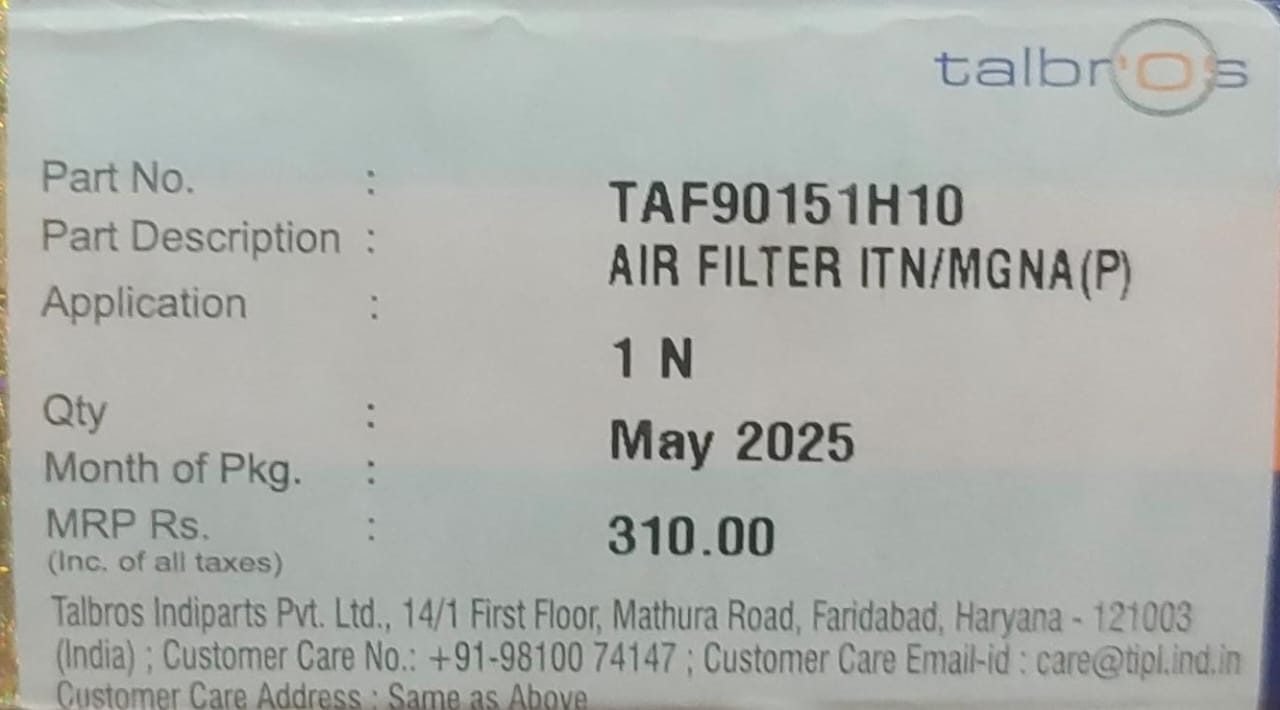 talbr'O's
Part No. : TAF90151H10
Part Description : AIR FILTER ITN/MGNA(P)
Application :
Qty : 1 N
Month of Pkg. : May 2025
MRP Rs. : 310.00
(Inc. of all taxes)
Talbros Indiparts Pvt. Ltd., 14/1 First Floor, Mathura Road, Faridabad, Haryana - 121003
(India) ; Customer Care No.: +91-98100 74147 ; Customer Care Email-id : care@tipl.ind.in
Customer Care Address : Same as Above